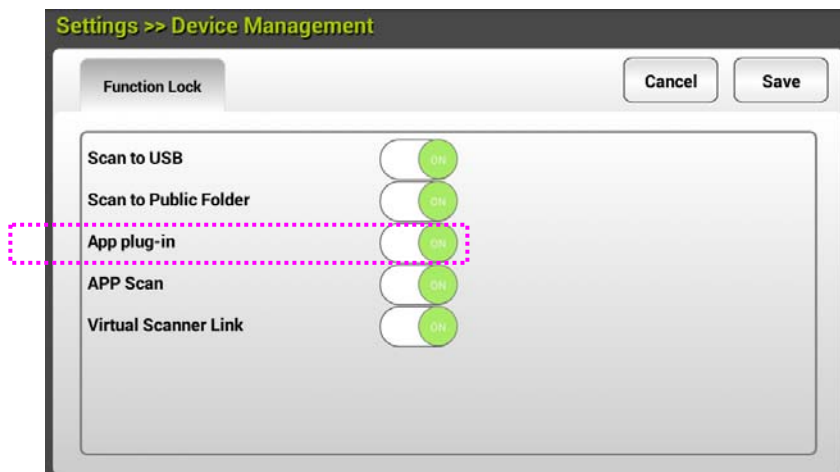 Settings >> Device Management
Function Lock
Cancel
Save
Scan to USB
ON
Scan to Public Folder
ON
App plug-in
ON
APP Scan
ON
Virtual Scanner Link
ON